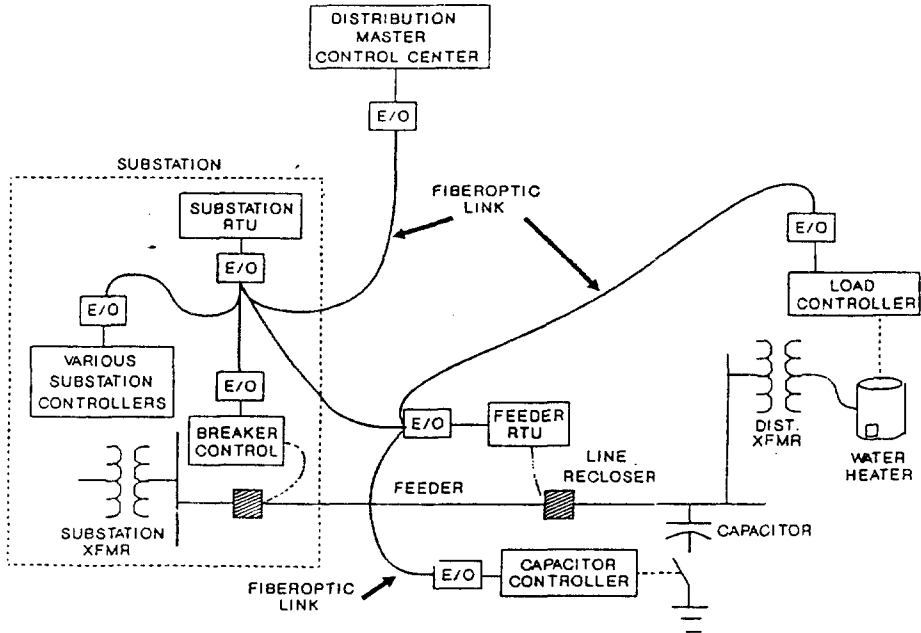 DISTRIBUTION
MASTER
CONTROL CENTER
E/O
SUBSTATION
FIBEROPTIC
LINK
SUBSTATION
RTU
E/O
E/O
E/O
LOAD
CONTROLLER
VARIOUS
SUBSTATION
CONTROLLERS
E/O
BREAKER
CONTROL
E/O
FEEDER
RTU
DIST.
XFMR
WATER
HEATER
LINE
RECLOSER
FEEDER
SUBSTATION
XFMR
CAPACITOR
FIBEROPTIC
LINK
E/O
CAPACITOR
CONTROLLER